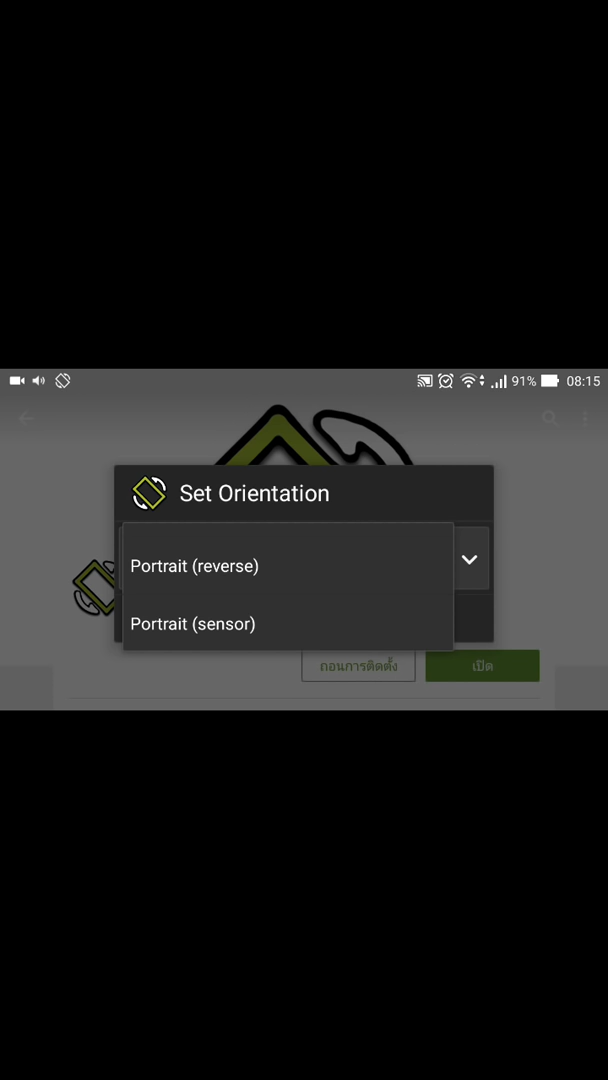 91% 08:15
Set Orientation
Portrait (reverse)
Portrait (sensor)
ถอนการติดตั้ง เปิด